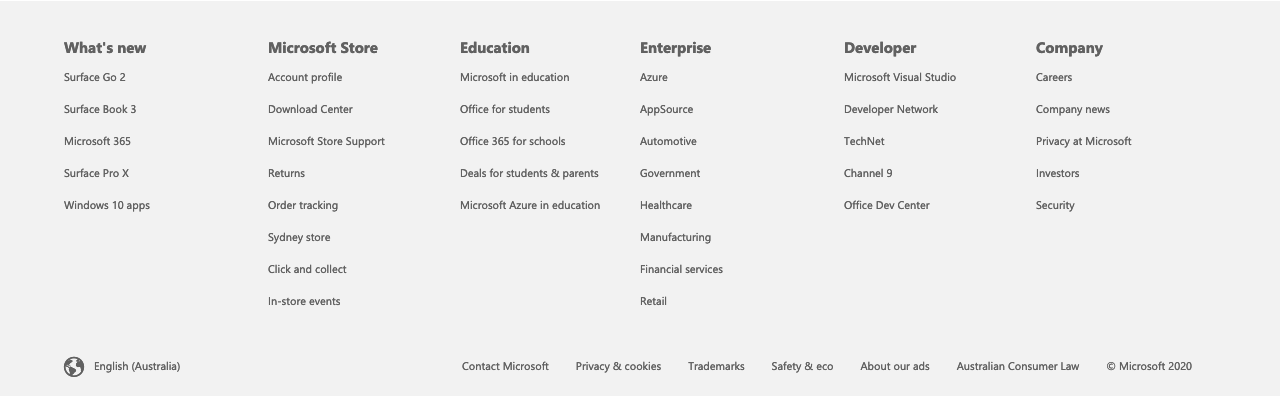 What's new
Surface Go 2
Surface Book 3
Microsoft 365
Surface Pro X
Windows 10 apps
Microsoft Store
Account profile
Download Center
Microsoft Store Support
Returns
Order tracking
Sydney store
Click and collect
In-store events
Education
Microsoft in education
Office for students
Office 365 for schools
Deals for students & parents
Microsoft Azure in education
Enterprise
Azure
AppSource
Automotive
Government
Healthcare
Manufacturing
Financial services
Retail
Developer
Microsoft Visual Studio
Developer Network
TechNet
Channel 9
Office Dev Center
Company
Careers
Company news
Privacy at Microsoft
Investors
Security
English (Australia)
Contact Microsoft Privacy & cookies Trademarks Safety & eco About our ads Australian Consumer Law © Microsoft 2020